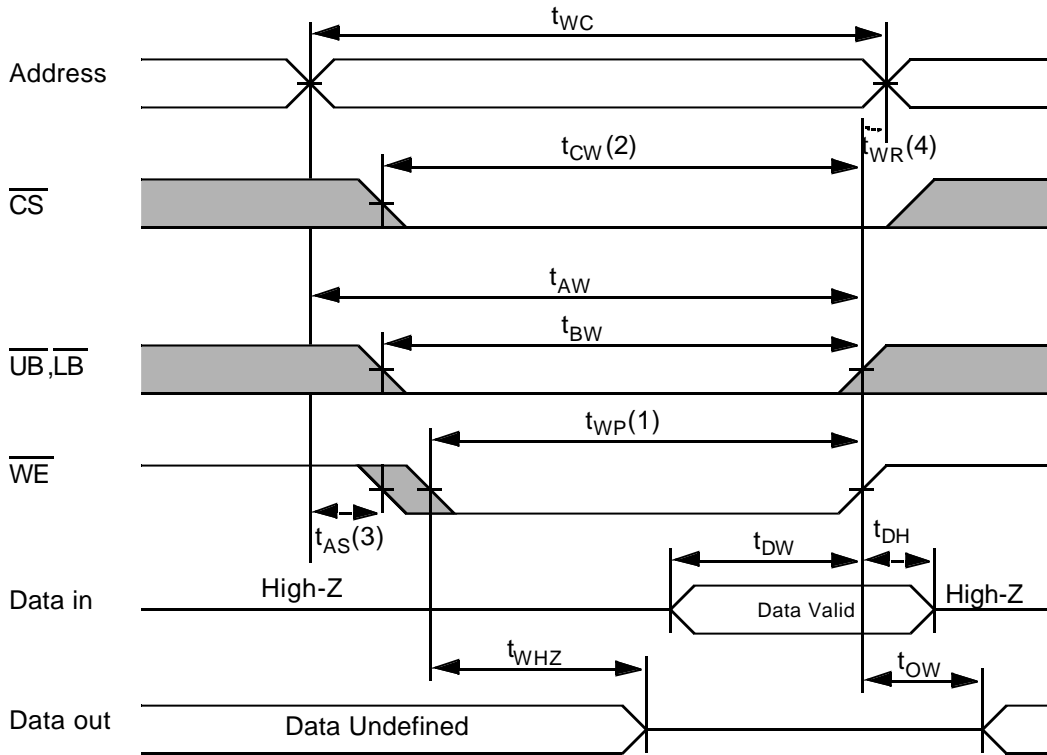 tWC
Address
tCW(2)
tWR(4)
CS
tAW
tBW
UB,LB
tWP(1)
WE
tAS(3)
tDW
tDH
High-Z
Data in
Data Valid
High-Z
tWHZ
tOW
Data out
Data Undefined